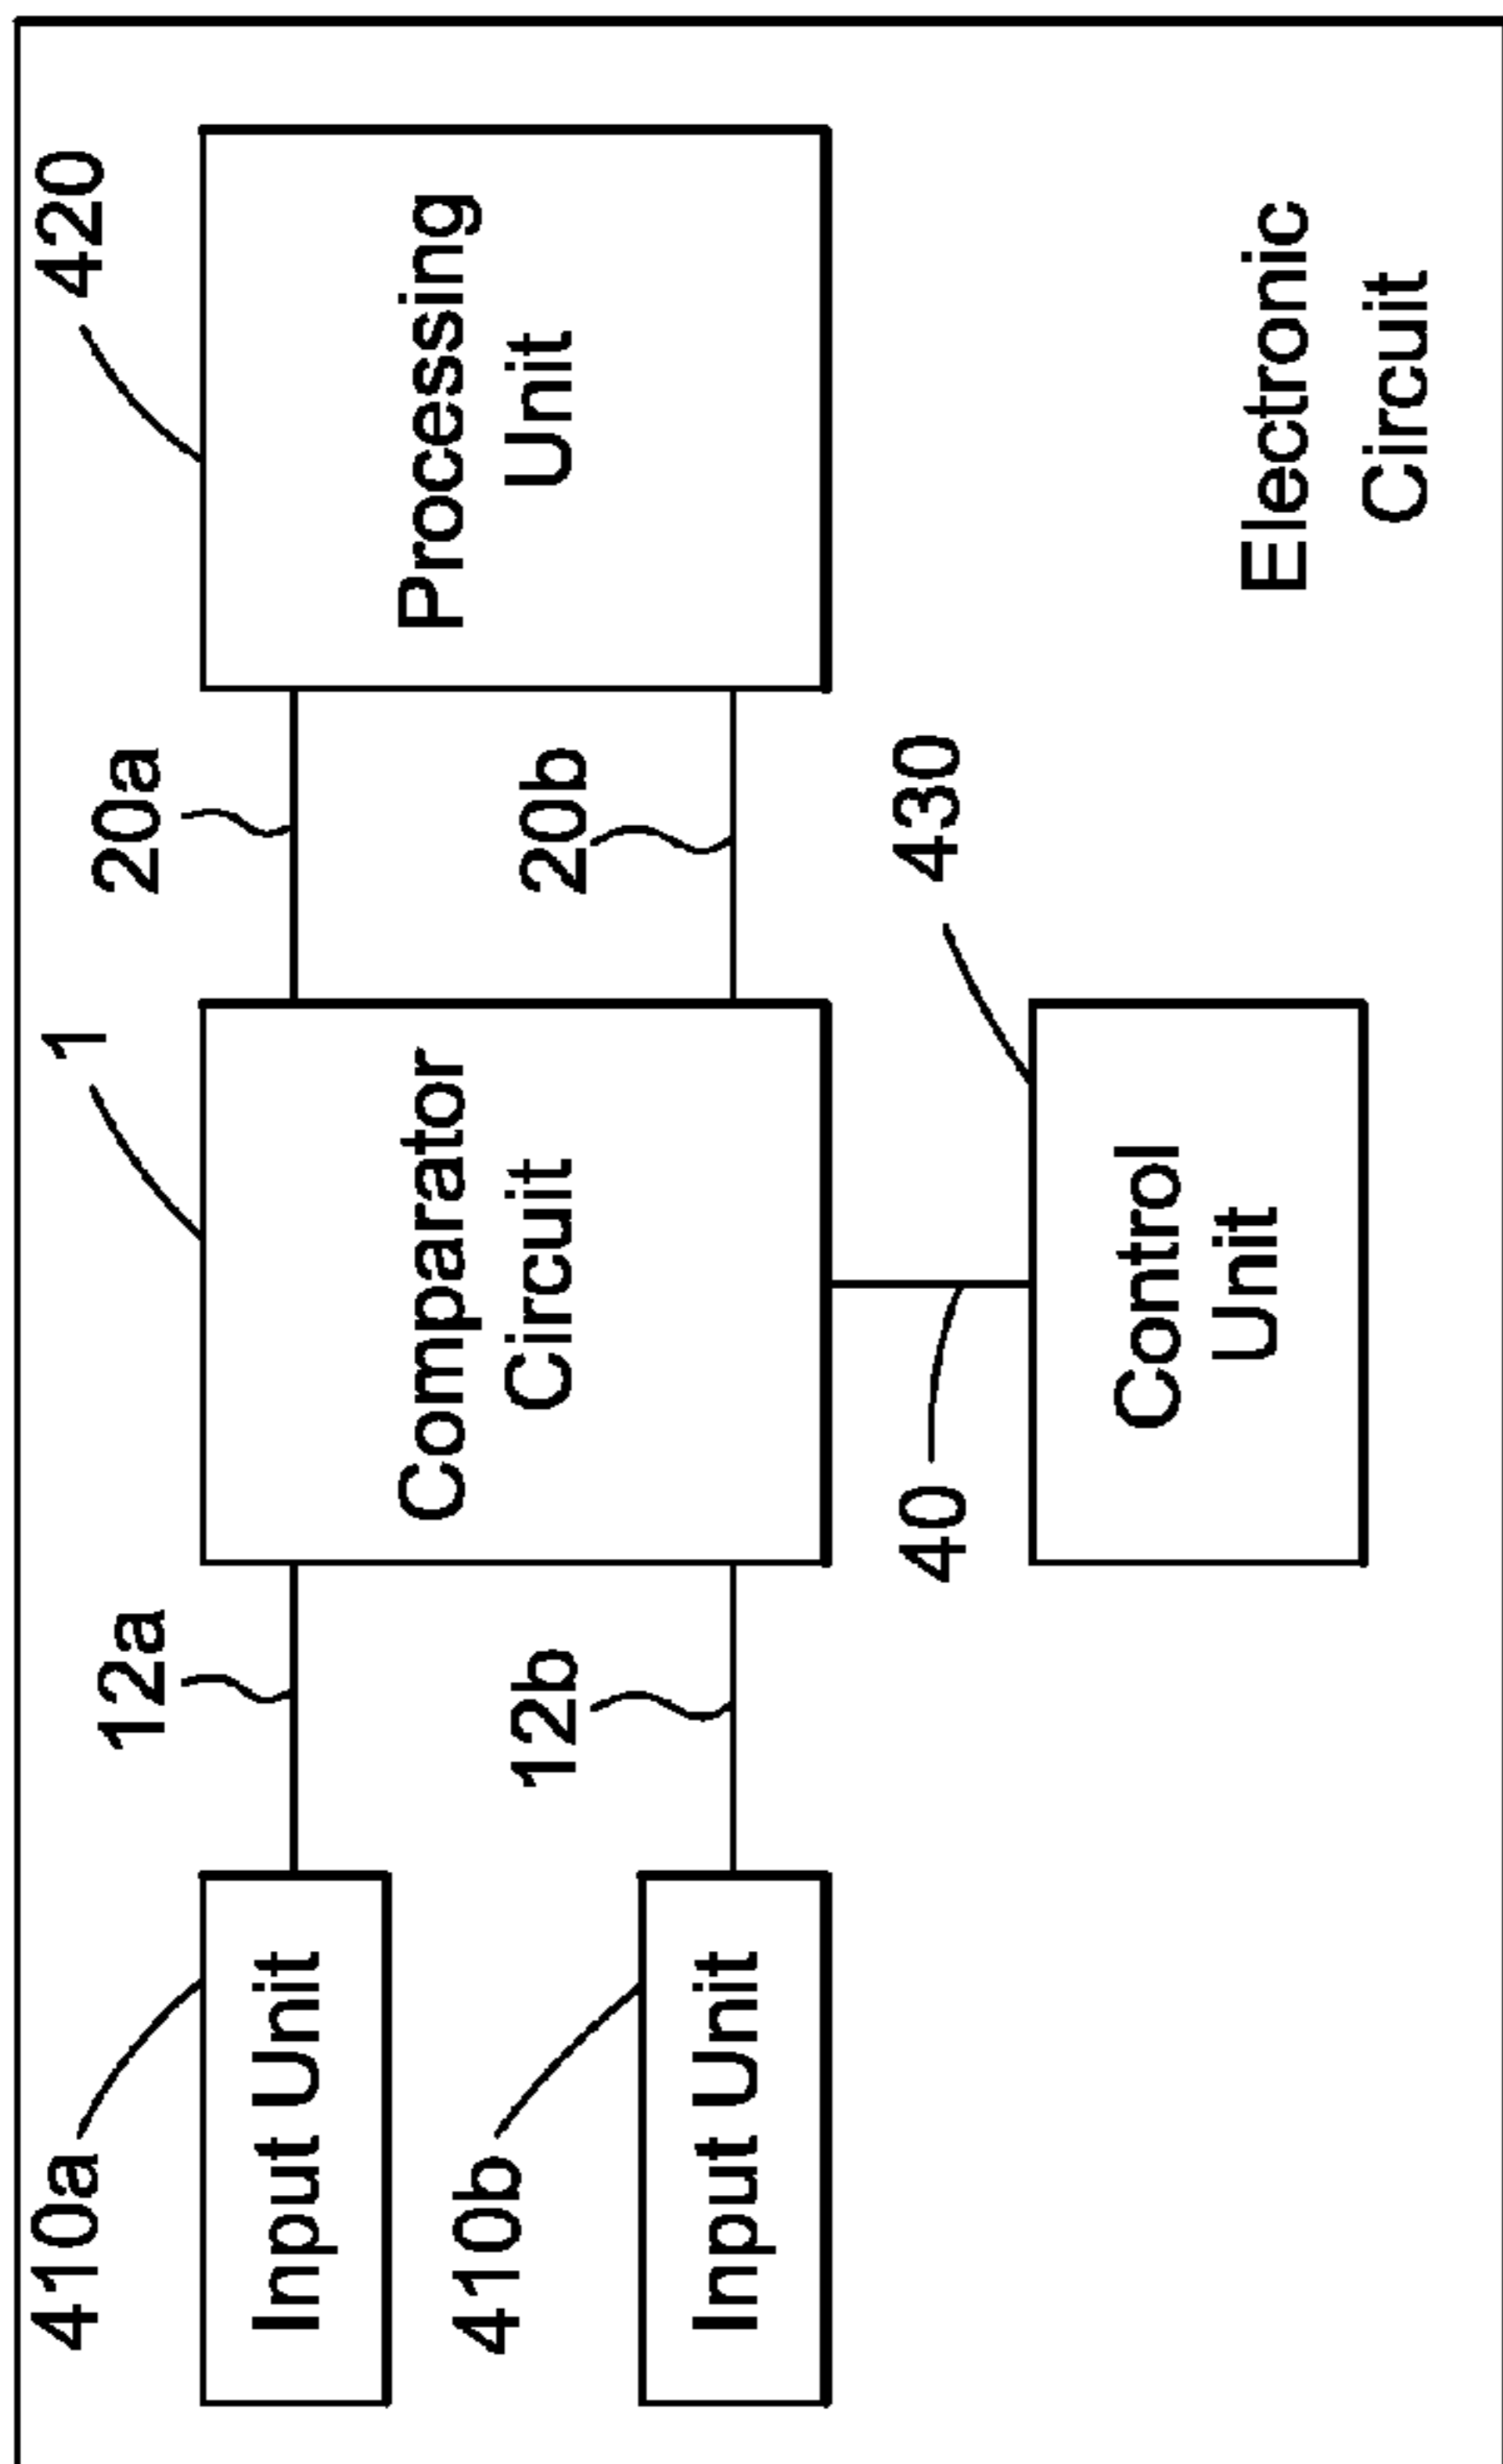 410a
12a
1
20a
420
Input Unit
Comparator
Circuit
Processing
Unit
410b
12b
20b
Input Unit
40
430
Control
Unit
Electronic
Circuit